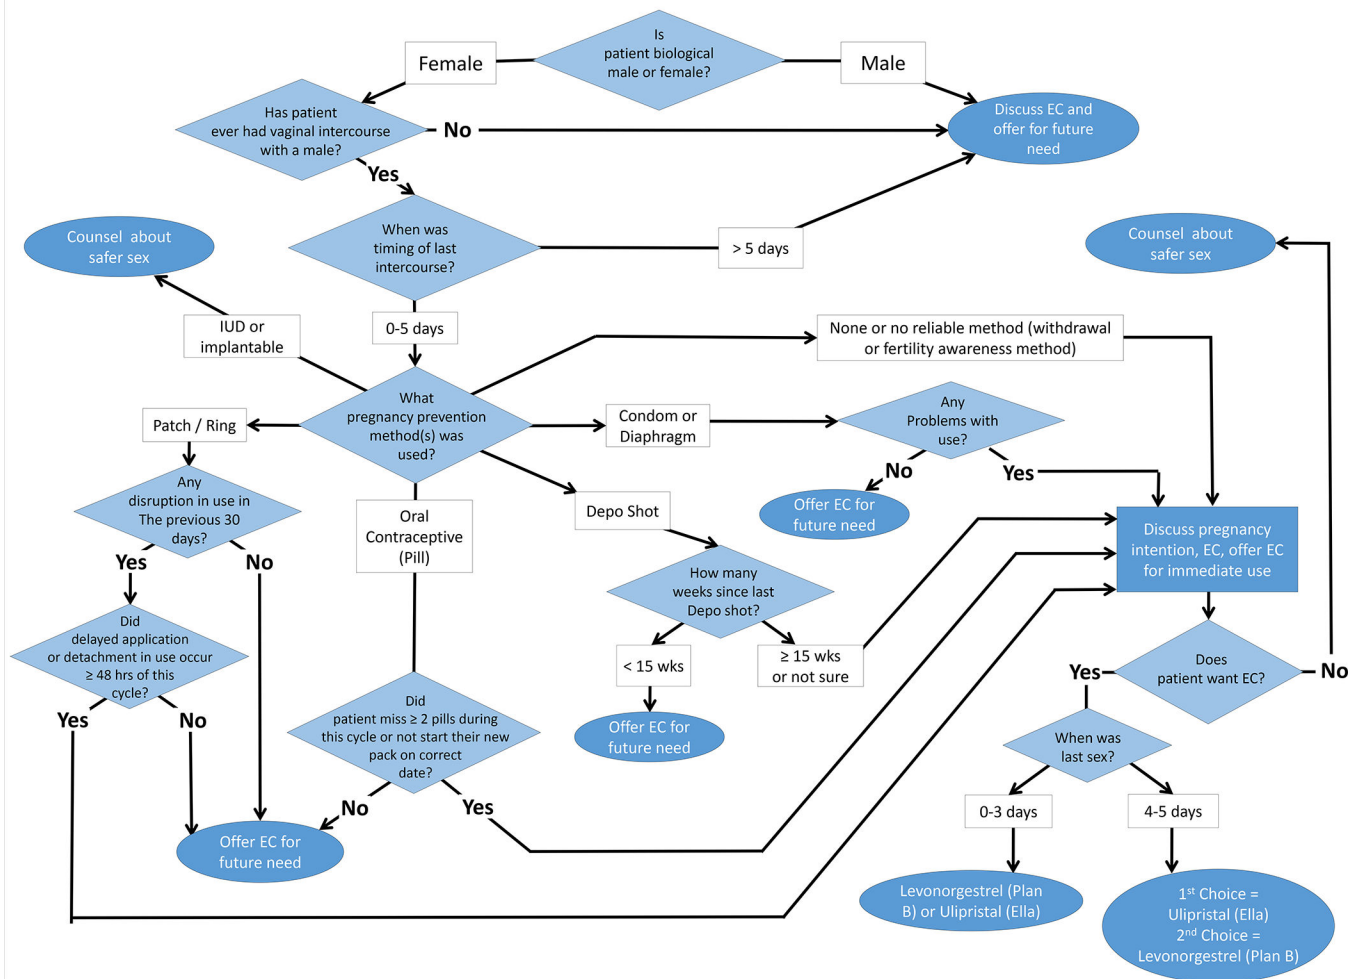 Is
patient biological
male or female?
Female
Male
Has patient
ever had vaginal intercourse
with a male?
No
Discuss EC and
offer for future
need
Yes
When was
timing of last
intercourse?
> 5 days
Counsel about
safer sex
Counsel about
safer sex
0-5 days
IUD or
implantable
None or no reliable method (withdrawal
or fertility awareness method)
What
pregnancy prevention
method(s) was
used?
Patch / Ring
Condom or
Diaphragm
Any
Problems with
use?
No
Yes
Offer EC for
future need
Any
disruption in use in
The previous 30
days?
Yes
No
Oral
Contraceptive
(Pill)
Depo Shot
How many
weeks since last
Depo shot?
< 15 wks
≥ 15 wks
or not sure
Offer EC for
future need
Discuss pregnancy
intention, EC, offer EC
for immediate use
Did
delayed application
or detachment in use occur
≥ 48 hrs of this
cycle?
Yes
No
Did
patient miss ≥ 2 pills during
this cycle or not start their new
pack on correct
date?
No
Yes
Offer EC for
future need
Does
patient want EC?
Yes
No
When was
last sex?
0-3 days
4-5 days
Levonorgestrel (Plan
B) or Ulipristal (Ella)
1st Choice =
Ulipristal (Ella)
2nd Choice =
Levonorgestrel (Plan B)